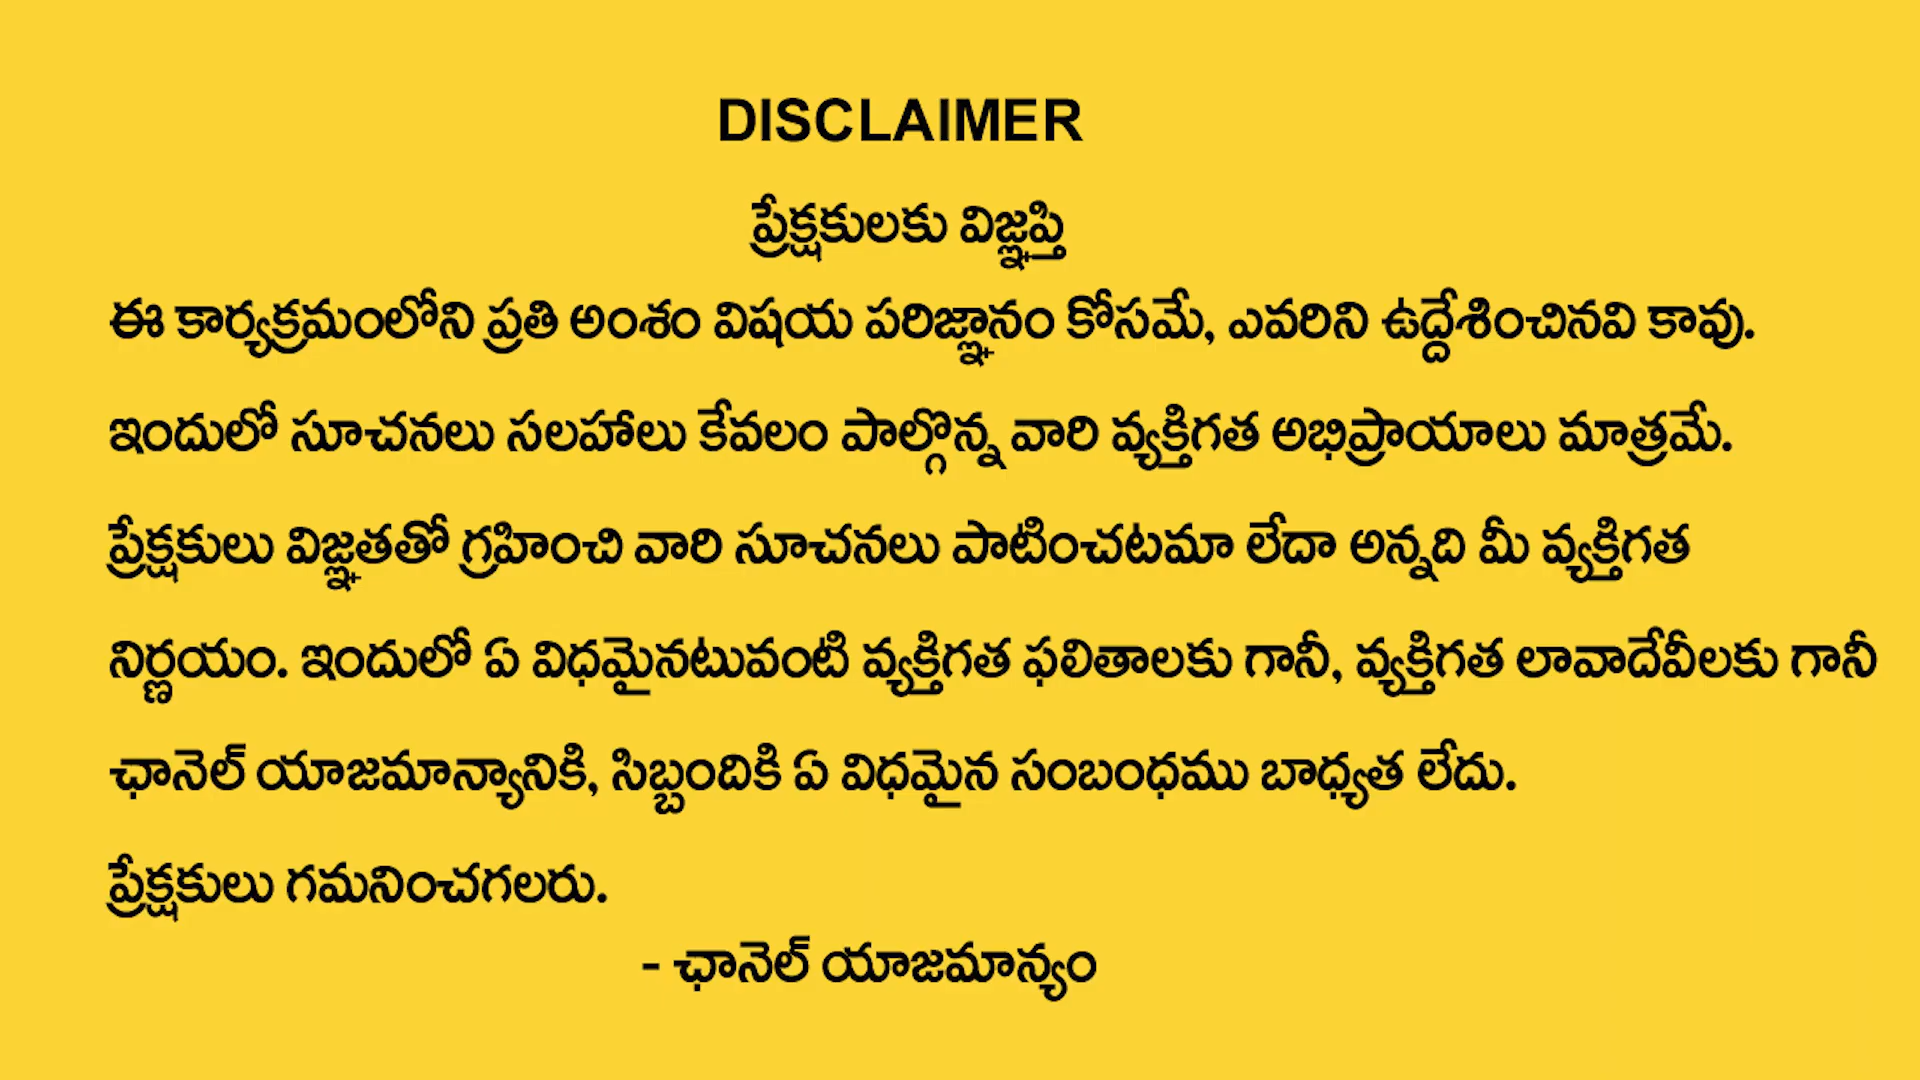 DISCLAIMER
ప్రేక్షకులకు విజ్ఞప్తి
ఈ కార్యక్రమంలోని ప్రతి అంశం విషయ పరిజ్ఞానం కోసమే, ఎవరిని ఉద్దేశించినవి కావు.
ఇందులో సూచనలు సలహాలు కేవలం పాల్గొన్న వారి వ్యక్తిగత అభిప్రాయాలు మాత్రమే.
ప్రేక్షకులు విజ్ఞతతో గ్రహించి వారి సూచనలు పాటించటమా లేదా అన్నది మీ వ్యక్తిగత
నిర్ణయం. ఇందులో ఏ విధమైనటువంటి వ్యక్తిగత ఫలితాలకు గానీ, వ్యక్తిగత లావాదేవీలకు గానీ
ఛానెల్ యాజమాన్యానికి, సిబ్బందికి ఏ విధమైన సంబంధము బాధ్యత లేదు.
ప్రేక్షకులు గమనించగలరు.
- ఛానెల్ యాజమాన్యం